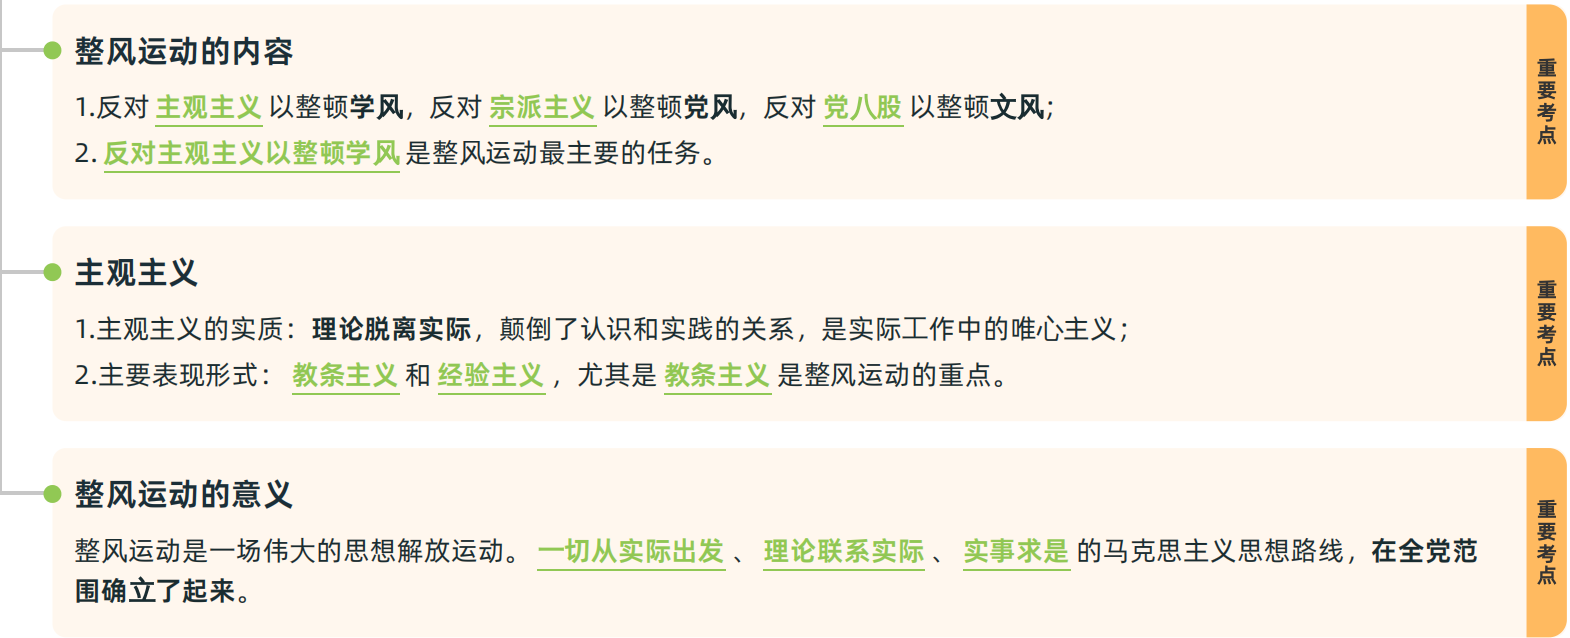 整风运动的内容
1.反对 主观主义 以整顿学风，反对 宗派主义 以整顿党风，反对 党八股 以整顿文风；
2. 反对主观主义以整顿学风 是整风运动最主要的任务。
重要考点
主观主义
1.主观主义的实质：理论脱离实际，颠倒了认识和实践的关系，是实际工作中的唯心主义；
2.主要表现形式： 教条主义 和 经验主义 ，尤其是 教条主义 是整风运动的重点。
重要考点
整风运动的意义
整风运动是一场伟大的思想解放运动。 一切从实际出发 、 理论联系实际 、 实事求是 的马克思主义思想路线，在全党范
围确立了起来。
重要考点